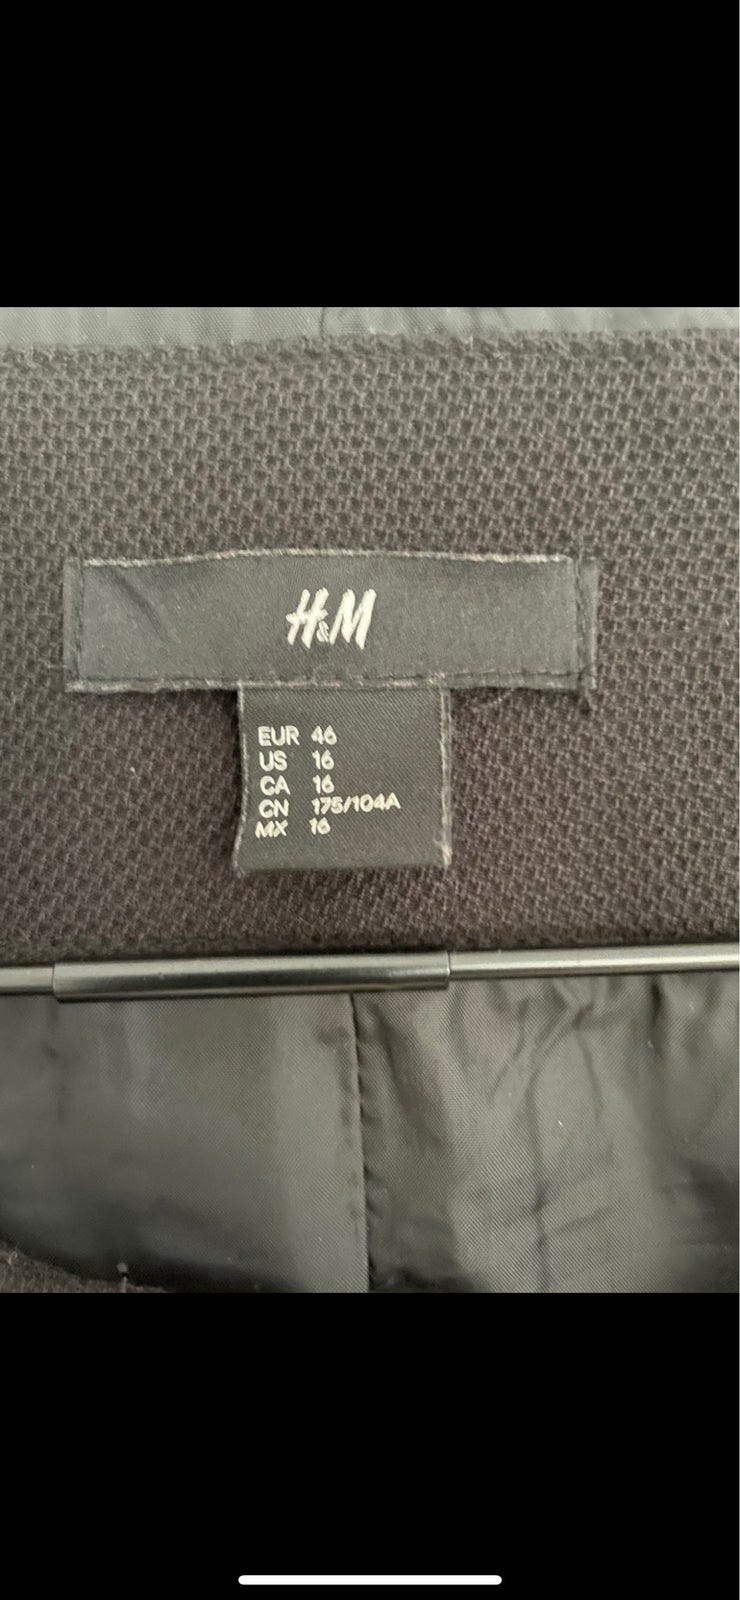 H&M
EUR 46
US 16
CA 16
CN 175/104A
MX 16